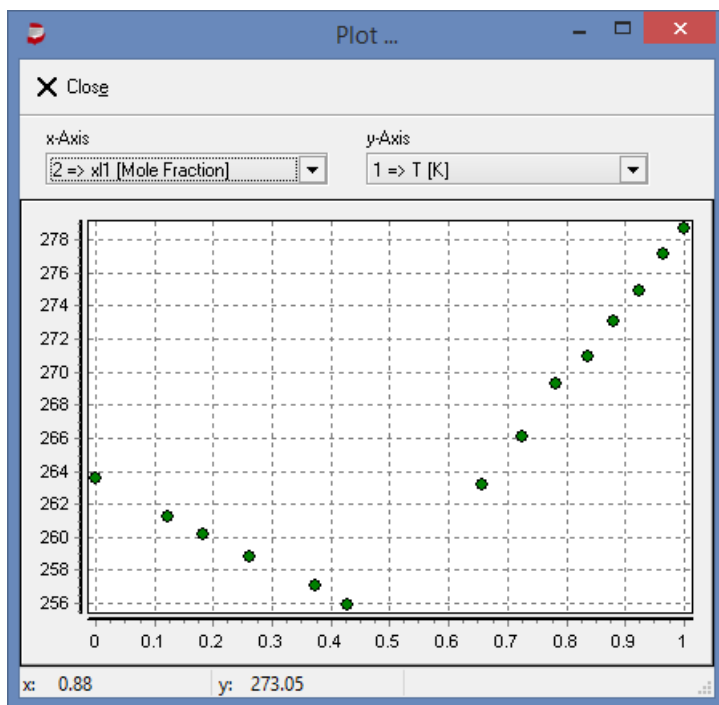 Plot ...
Close
x-Axis
y-Axis
2 => xl1 [Mole Fraction]
1 => T [K]
278
276
274
272
270
268
266
264
262
260
258
256
0 0.1 0.2 0.3 0.4 0.5 0.6 0.7 0.8 0.9 1
x: 0.88 y: 273.05